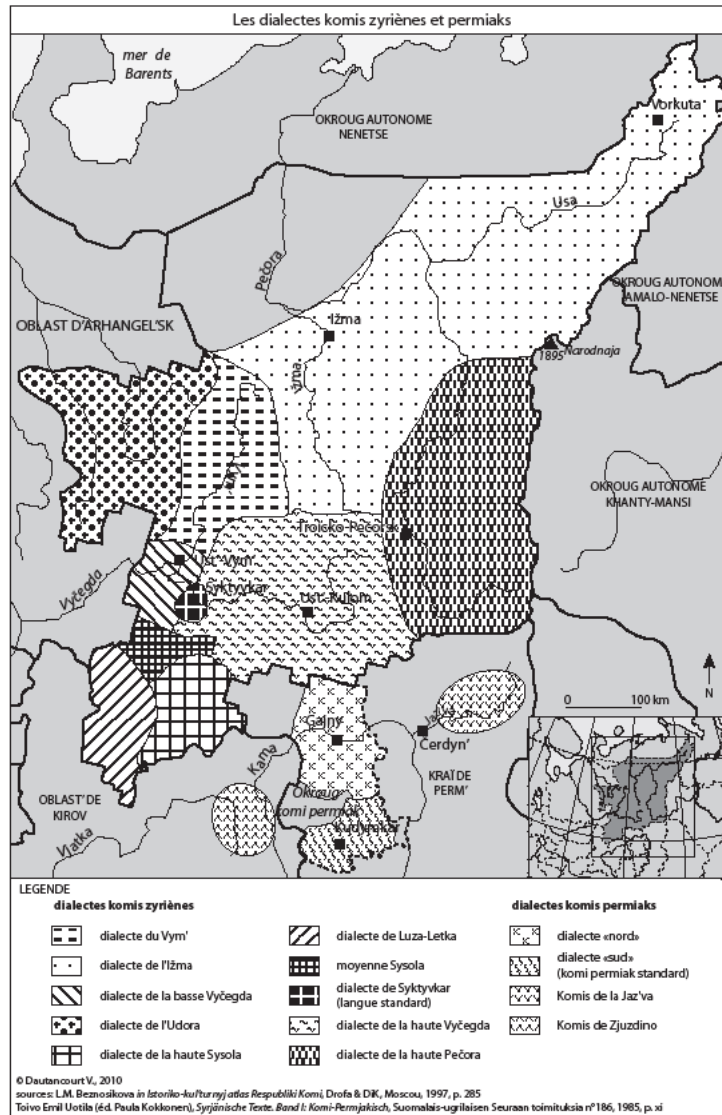 Les dialectes komis zyriènes et permiaks
mer de
Barents
OKROUG AUTONOME
NENETSE
Vorkuta
Usa
Pečora
OBLAST D'ARHANGEL'SK
Ižma
Ižma
OKROUG AUTONOM
AMALO-NENETSE
1895 Narodnaja
OKROUG AUTONOME
KHANTY-MANSI
Troicko-Pečorsk
Ust'-Vym'
Vyčegda
Syktyvkar
Ust'-Kulom
N
0 100 km
Gajny
Jaz'va
Čerdyn'
Kama
KRAÏ DE
PERM'
OBLAST' DE
KIROV
Okroug
komi permiak
Viatka
Kudymkar
LEGENDE
dialectes komis zyriènes
dialecte du Vym'
dialecte de l'Ižma
dialecte de la basse Vyčegda
dialecte de l'Udora
dialecte de la haute Sysola
dialecte de Luza-Letka
moyenne Sysola
dialecte de Syktyvkar
(langue standard)
dialecte de la haute Vyčegda
dialecte de la haute Pečora
dialectes komis permiaks
dialecte «nord»
dialecte «sud»
(komi permiak standard)
Komis de la Jaz'va
Komis de Zjuzdino
© Dautancourt V., 2010
sources: L.M. Beznosikova in Istoriko-kul'turnyj atlas Respubliki Komi, Drofa & DiK, Moscou, 1997, p. 285
Toivo Emil Uotila (éd. Paula Kokkonen), Syrjänische Texte. Band I: Komi-Permjakisch, Suomalais-ugrilaisen Seuraan toimituksia n°186, 1985, p. xi